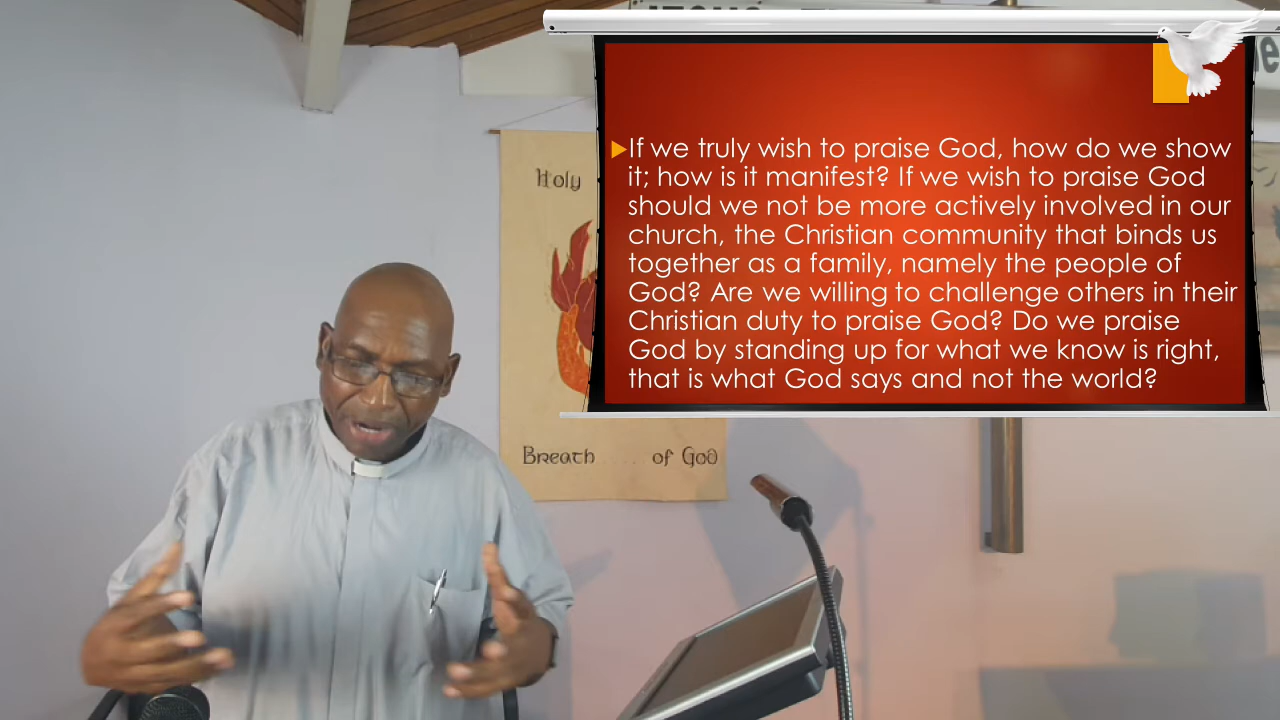 If we truly wish to praise God, how do we show
it; how is it manifest? If we wish to praise God
should we not be more actively involved in our
church, the Christian community that binds us
together as a family, namely the people of
God? Are we willing to challenge others in their
Christian duty to praise God? Do we praise
God by standing up for what we know is right,
that is what God says and not the world?
Holy
Breath .... of God